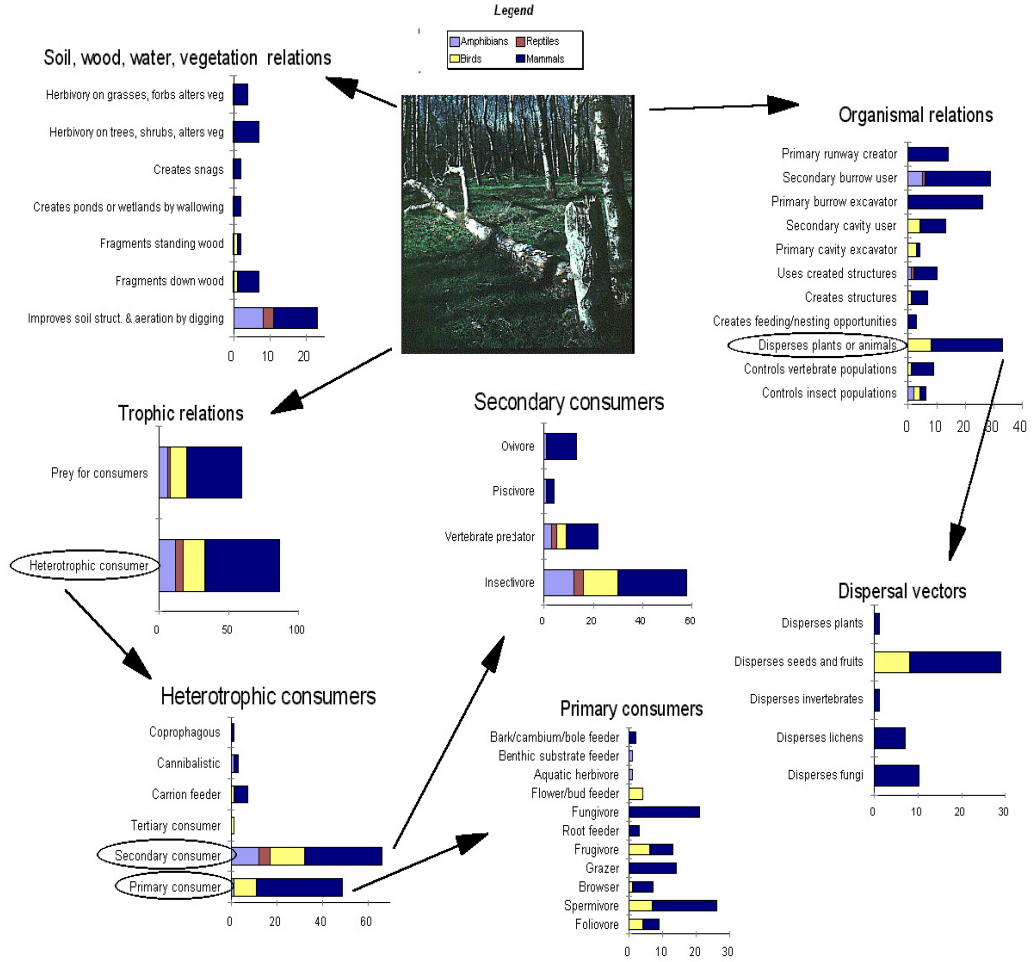 Legend
Amphibians Reptiles
Birds Mammals
Soil, wood, water, vegetation relations
Herbivory on grasses, forbs alters veg
Herbivory on trees, shrubs, alters veg
Creates snags
Creates ponds or wetlands by wallowing
Fragments standing wood
Fragments down wood
Improves soil struct. & aeration by digging
0 10 20
Organismal relations
Primary runway creator
Secondary burrow user
Primary burrow excavator
Secondary cavity user
Primary cavity excavator
Uses created structures
Creates structures
Creates feeding/nesting opportunities
Disperses plants or animals
Controls vertebrate populations
Controls insect populations
0 10 20 30 40
Trophic relations
Prey for consumers
Heterotrophic consumer
0 50 100
Secondary consumers
Ovivore
Piscivore
Vertebrate predator
Insectivore
0 20 40 60
Dispersal vectors
Disperses plants
Disperses seeds and fruits
Disperses invertebrates
Disperses lichens
Disperses fungi
0 10 20 30
Heterotrophic consumers
Coprophagous
Cannibalistic
Carrion feeder
Tertiary consumer
Secondary consumer
Primary consumer
0 20 40 60
Primary consumers
Bark/cambium/bole feeder
Benthic substrate feeder
Aquatic herbivore
Flower/bud feeder
Fungivore
Root feeder
Frugivore
Grazer
Browser
Spermivore
Foliovore
0 10 20 30